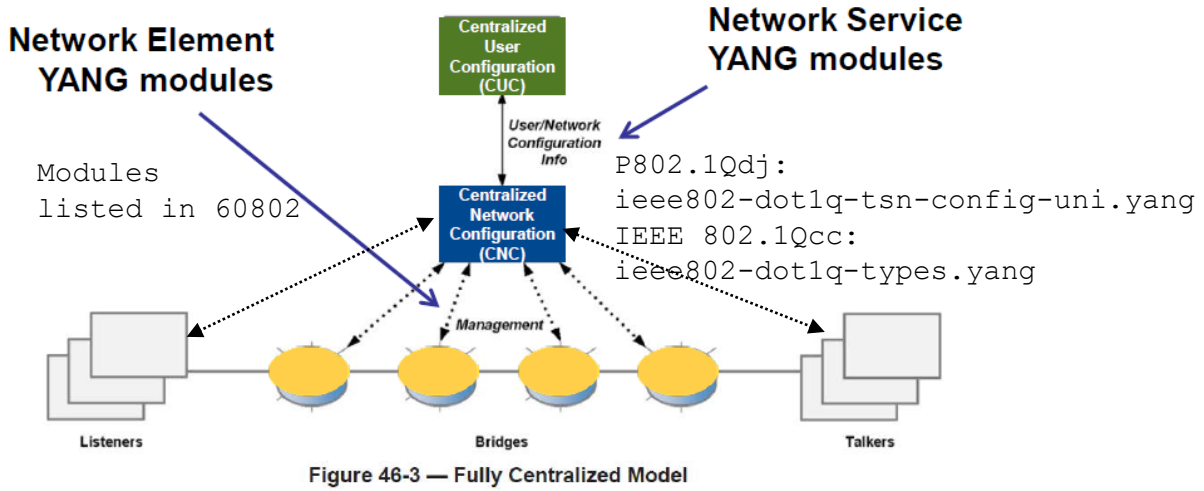 Network Element
YANG modules
Centralized
User
Configuration
(CUC)
Network Service
YANG modules
User/Network
Configuration
Info
Modules
listed in 60802
P802.1Qdj:
ieee802-dot1q-tsn-config-uni.yang
IEEE 802.1Qcc:
ieee802-dot1q-types.yang
Centralized
Network
Configuration
(CNC)
Management
Listeners
Bridges
Talkers
Figure 46-3 — Fully Centralized Model